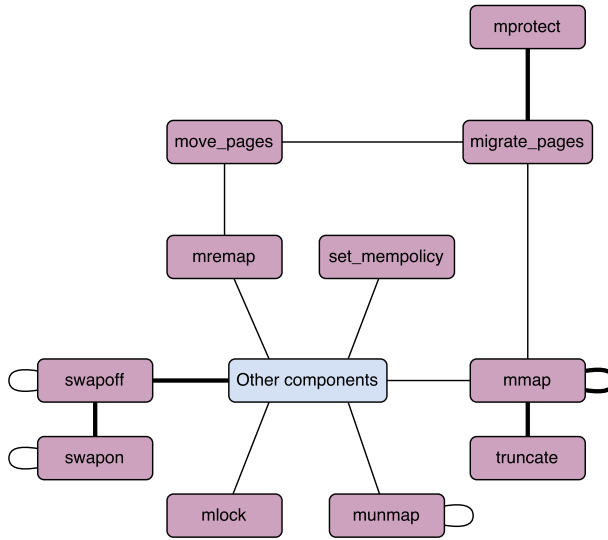 mprotect
move_pages
migrate_pages
mremap
set_mempolicy
swapoff
Other components
mmap
swapon
truncate
mlock
munmap